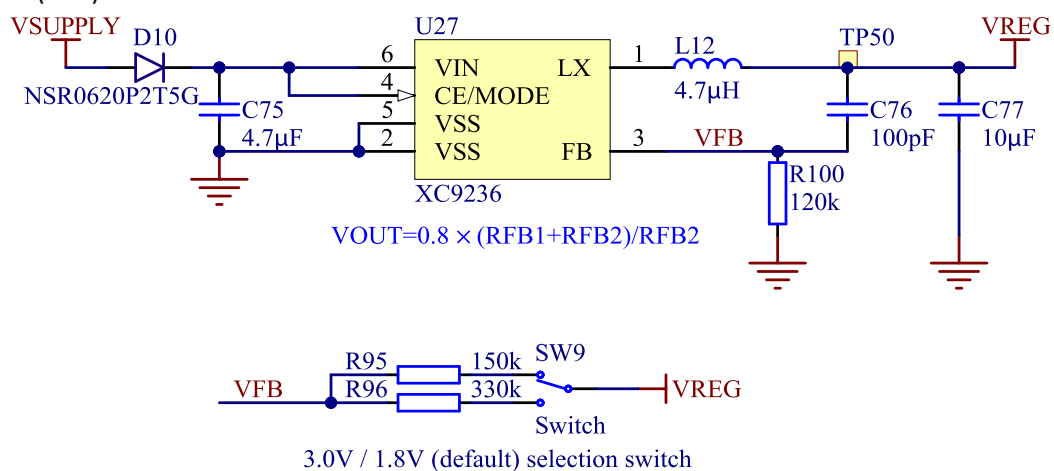 VSUPPLY
D10
NSR0620P2T5G
C75
4.7µF
U27
6
VIN
4
CE/MODE
5
VSS
2
VSS
LX
1
FB
3
XC9236
L12
4.7µH
TP50
VREG
C76
100pF
C77
10µF
VFB
R100
120k
VOUT=0.8 × (RFB1+RFB2)/RFB2
VFB
R95
150k
R96
330k
SW9
Switch
VREG
3.0V / 1.8V (default) selection switch